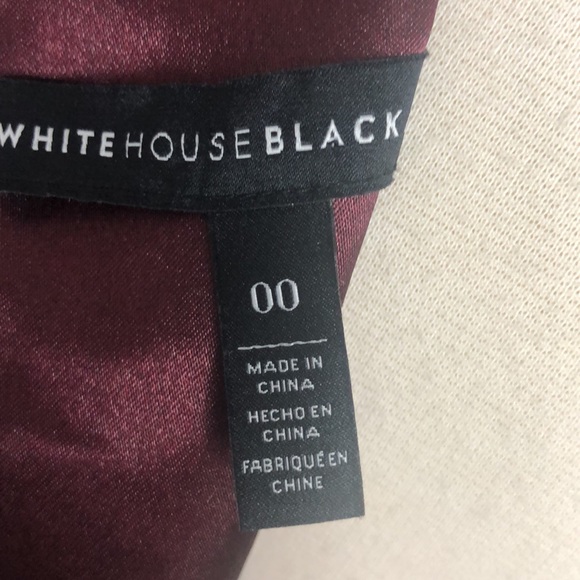 WHITEHOUSEBLACK
00
MADE IN
CHINA
HECHO EN
CHINA
FABRIQUÉ EN
CHINE